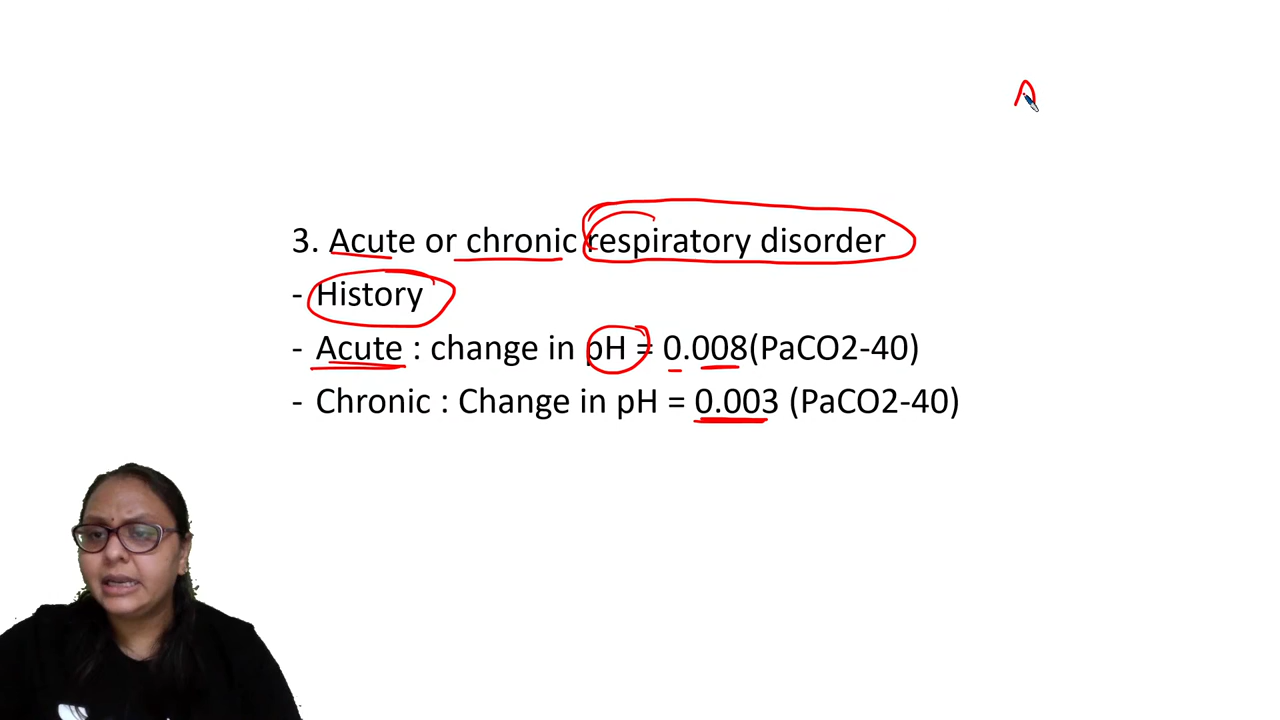 A
3. Acute or chronic respiratory disorder
- History
- Acute : change in pH = 0.008(PaCO2-40)
- Chronic : Change in pH = 0.003 (PaCO2-40)